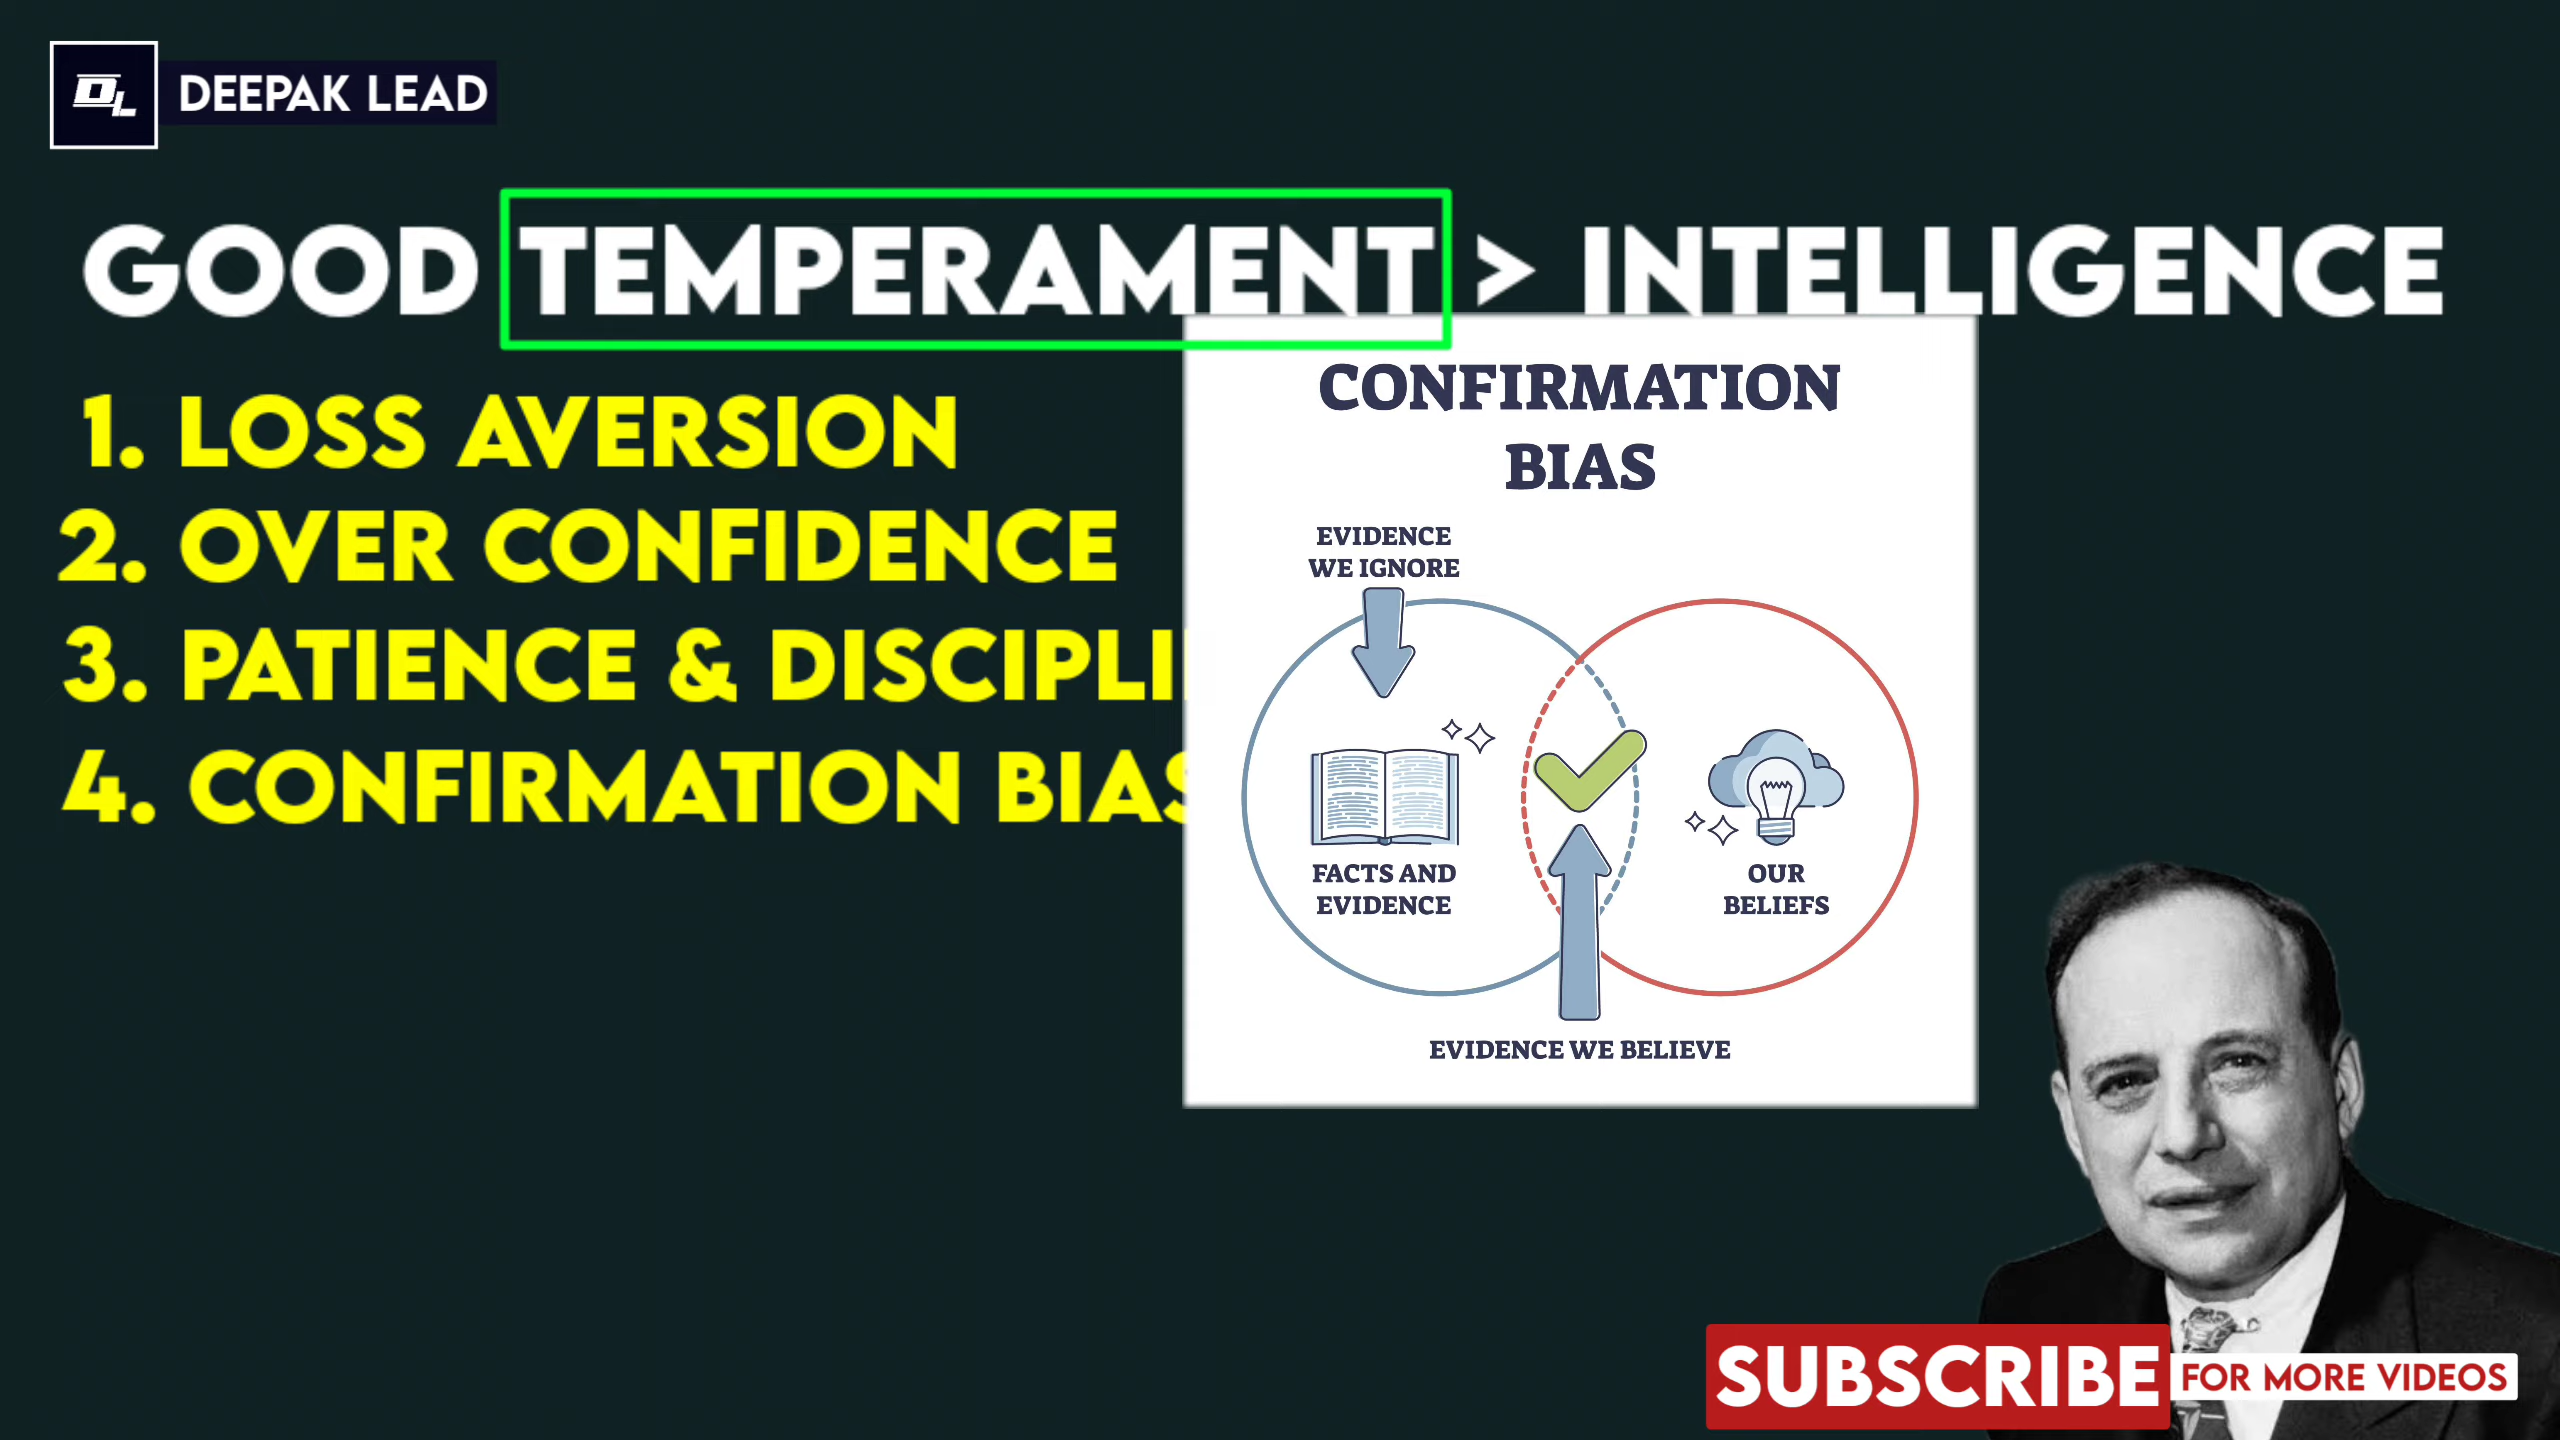 DL
DEEPAK LEAD
GOOD TEMPERAMENT > INTELLIGENCE
1. LOSS AVERSION
2. OVER CONFIDENCE
3. PATIENCE & DISCIPLI
4. CONFIRMATION BIAS
CONFIRMATION
BIAS
EVIDENCE
WE IGNORE
FACTS AND
EVIDENCE
OUR
BELIEFS
EVIDENCE WE BELIEVE
SUBSCRIBE FOR MORE VIDEOS